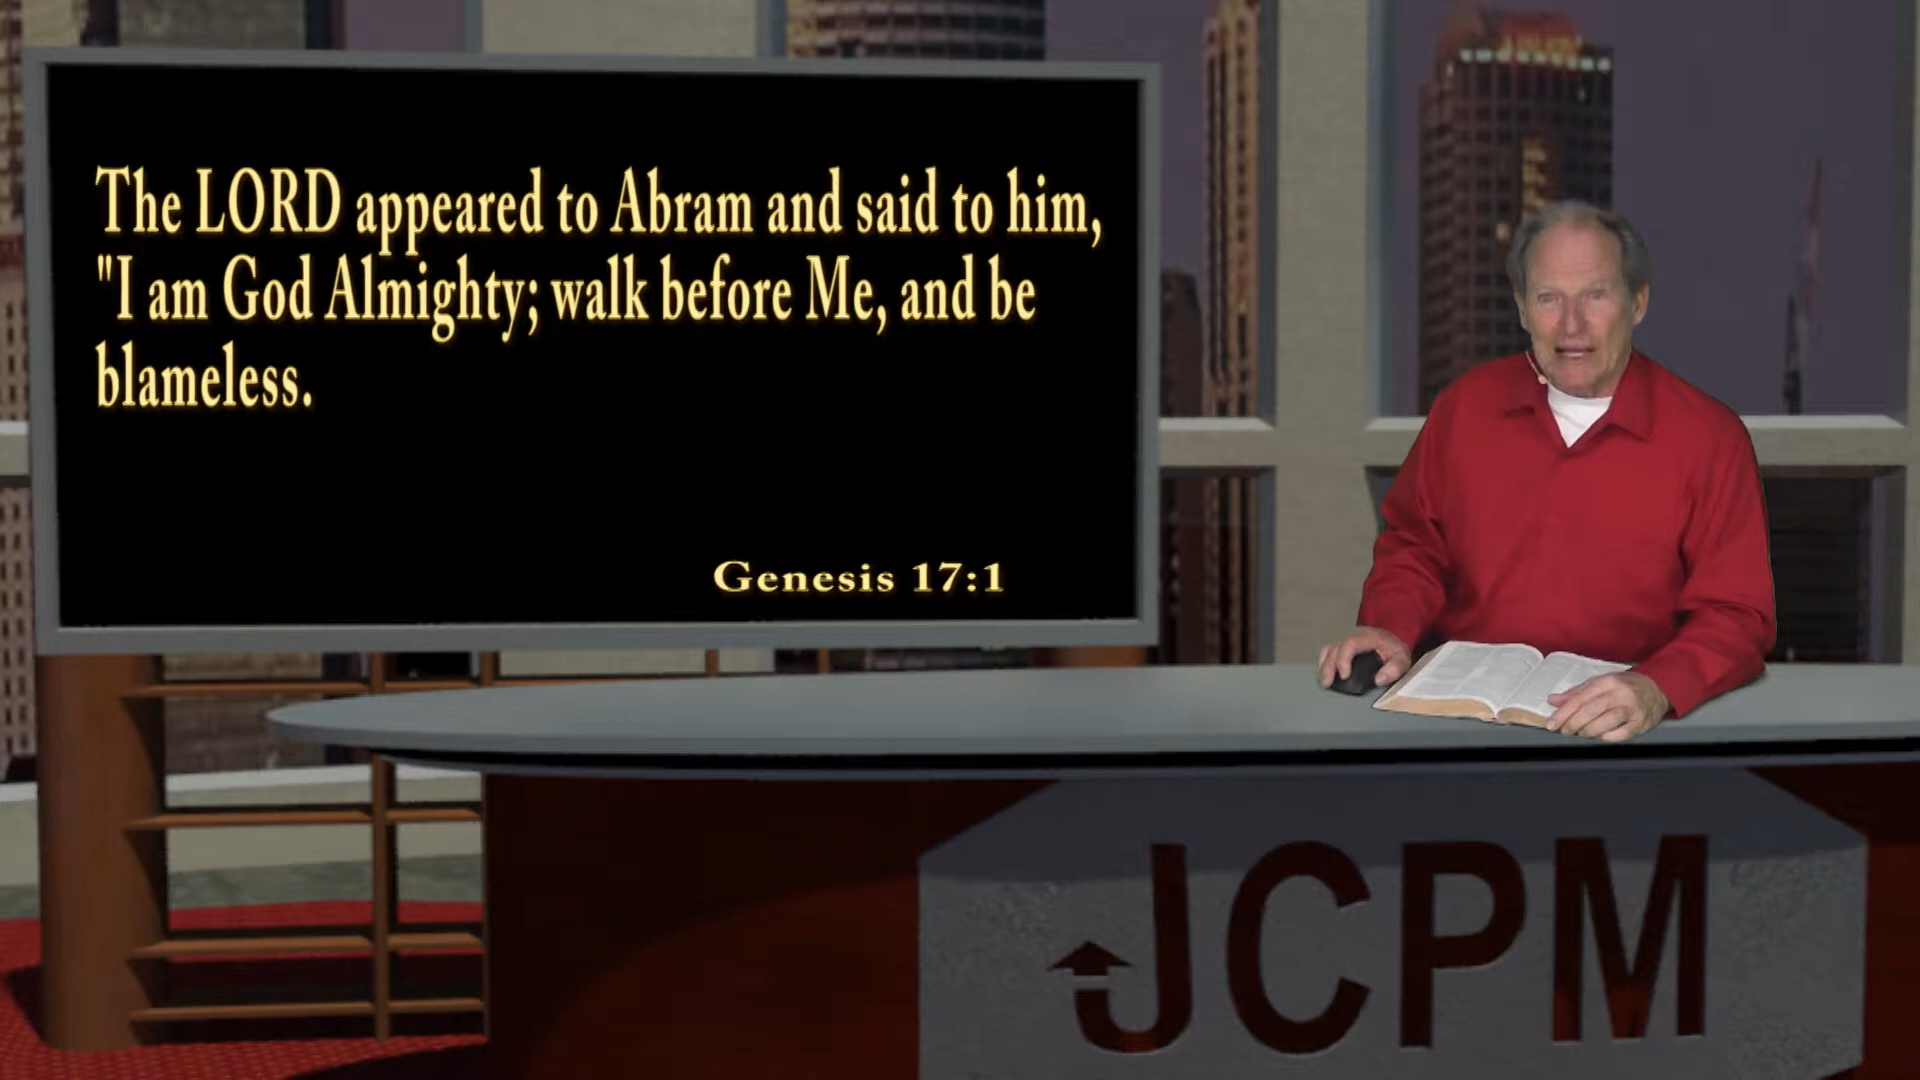 The LORD appeared to Abram and said to him,
"I am God Almighty; walk before Me, and be
blameless.
Genesis 17:1
JCPM